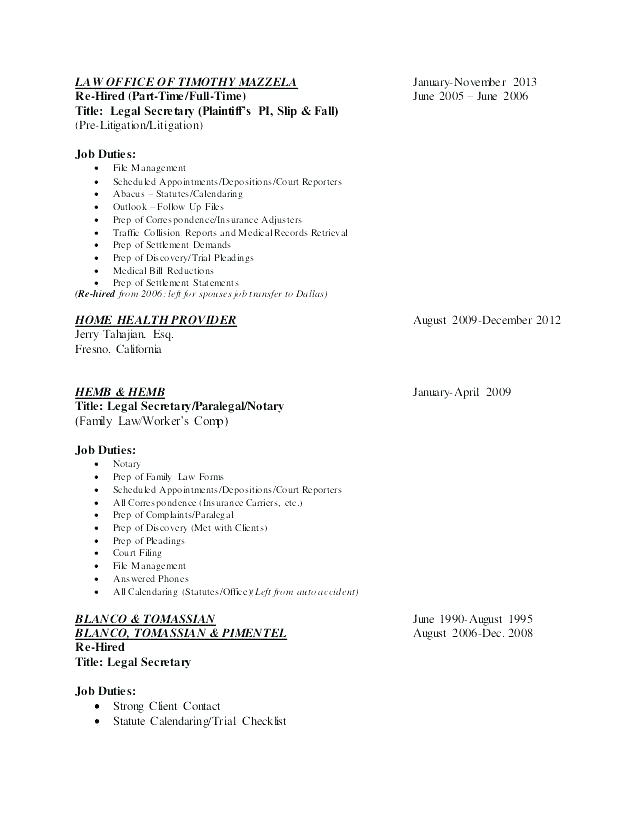 LAW OFFICE OF TIMOTHY MAZZELA January-November 2013
Re-Hired (Part-Time/Full-Time) June 2005 – June 2006
Title: Legal Secretary (Plaintiff's PI, Slip & Fall)
(Pre-Litigation/Litigation)
Job Duties:
• File Management
• Scheduled Appointments/Depositions/Court Reporters
• Abacus – Statutes/Calendaring
• Outlook – Follow Up Files
• Prep of Correspondence/Insurance Adjusters
• Traffic Collision Reports and Medical Records Retrieval
• Prep of Settlement Demands
• Prep of Discovery/Trial Pleadings
• Medical Bill Reductions
• Prep of Settlement Statements
(Re-hired from 2006: left for spouses job transfer to Dallas)
HOME HEALTH PROVIDER August 2009-December 2012
Jerry Tahajian, Esq.
Fresno, California
HEMB & HEMB January-April 2009
Title: Legal Secretary/Paralegal/Notary
(Family Law/Worker's Comp)
Job Duties:
• Notary
• Prep of Family Law Forms
• Scheduled Appointments/Depositions/Court Reporters
• All Correspondence (Insurance Carriers, etc.)
• Prep of Complaints/Paralegal
• Prep of Discovery (Met with Clients)
• Prep of Pleadings
• Court Filing
• File Management
• Answered Phones
• All Calendaring (Statutes/Office)(Left from auto accident)
BLANCO & TOMASSIAN June 1990-August 1995
BLANCO, TOMASSIAN & PIMENTEL August 2006-Dec. 2008
Re-Hired
Title: Legal Secretary
Job Duties:
• Strong Client Contact
• Statute Calendaring/Trial Checklist